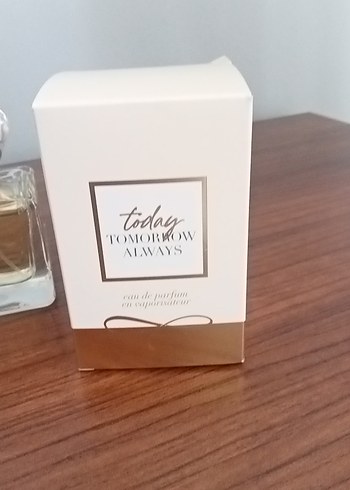 today
TOMORROW
ALWAYS
eau de parfum
en vaporisateur